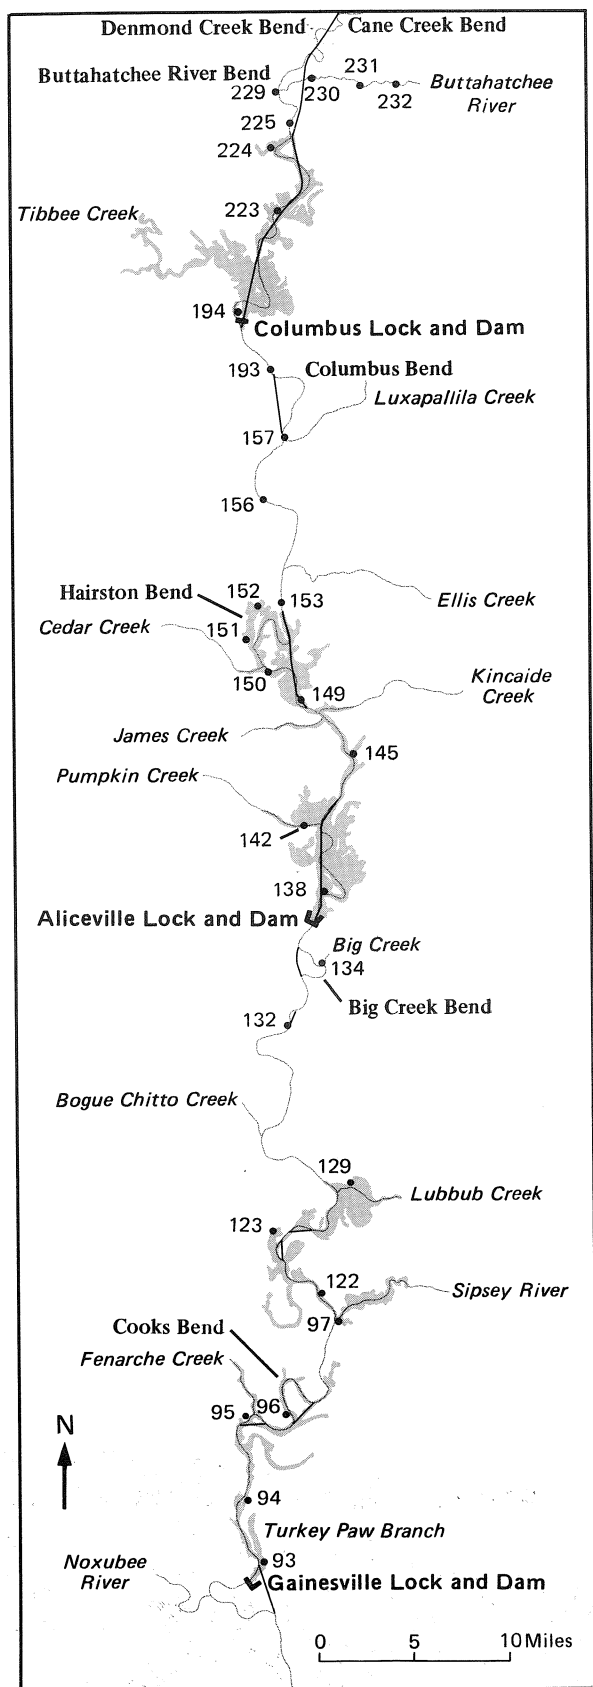 Denmond Creek Bend
Cane Creek Bend
Buttahatchee River Bend
231
229
230
232
Buttahatchee
River
225
224
223
Tibbee Creek
194
Columbus Lock and Dam
193
Columbus Bend
Luxapallila Creek
157
156
Hairston Bend
152
153
Ellis Creek
Cedar Creek
151
150
149
Kincaide
Creek
James Creek
145
Pumpkin Creek
142
138
Aliceville Lock and Dam
Big Creek
134
Big Creek Bend
132
Bogue Chitto Creek
129
Lubbub Creek
123
122
Sipsey River
97
Cooks Bend
Fenarche Creek
95
96
N
94
Turkey Paw Branch
93
Noxubee
River
Gainesville Lock and Dam
0 5 10 Miles